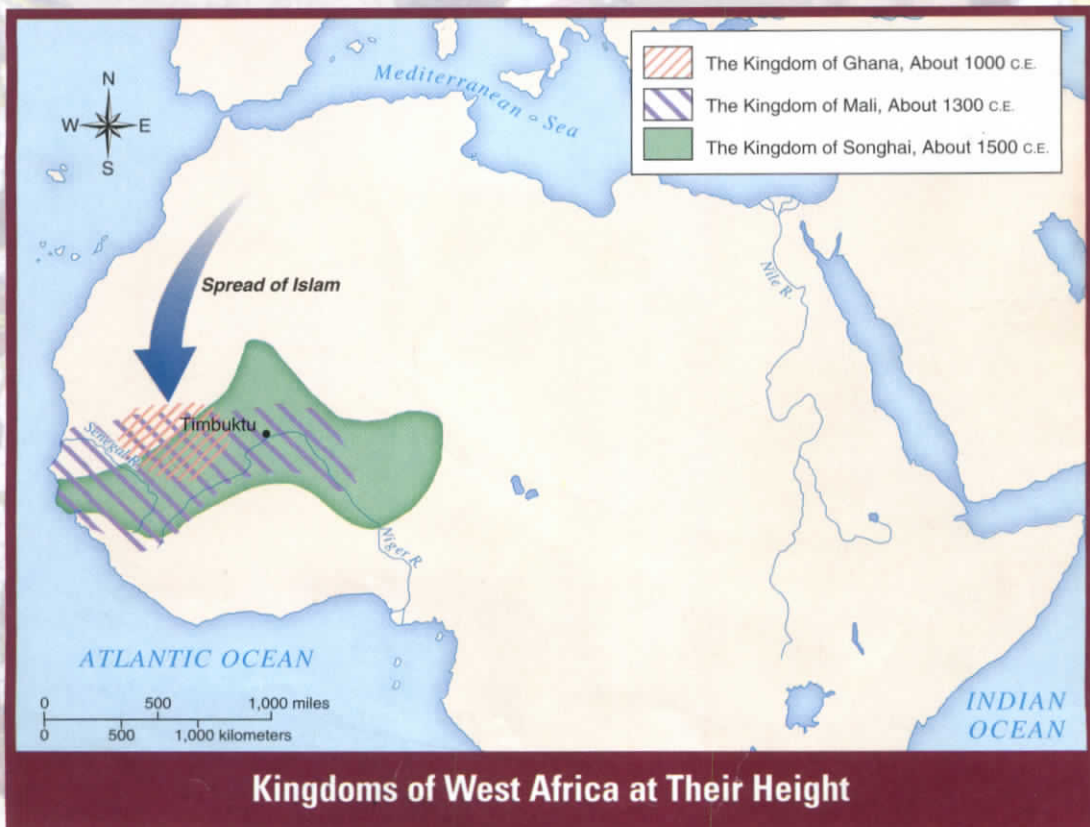 Mediterranean Sea
The Kingdom of Ghana, About 1000 C.E.
The Kingdom of Mali, About 1300 C.E.
The Kingdom of Songhai, About 1500 C.E.
N
W E
S
Spread of Islam
Nile R.
Timbuktu
Senegal R.
Niger R.
ATLANTIC OCEAN
0 500 1,000 miles
0 500 1,000 kilometers
INDIAN
OCEAN
Kingdoms of West Africa at Their Height